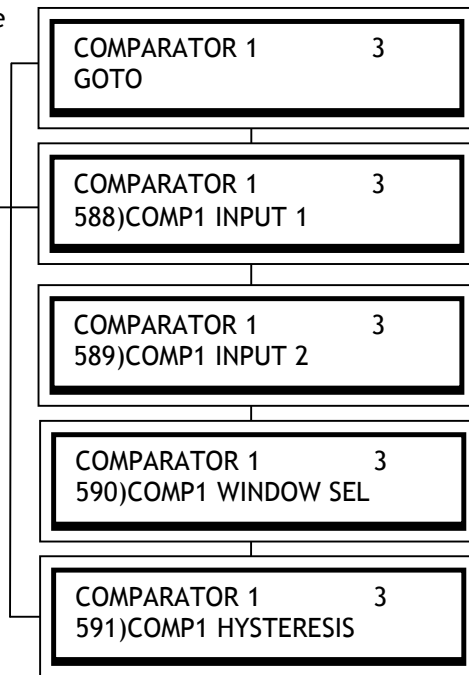 e
COMPARATOR 1 3
GOTO
COMPARATOR 1 3
588)COMP1 INPUT 1
COMPARATOR 1 3
589)COMP1 INPUT 2
COMPARATOR 1 3
590)COMP1 WINDOW SEL
COMPARATOR 1 3
591)COMP1 HYSTERESIS